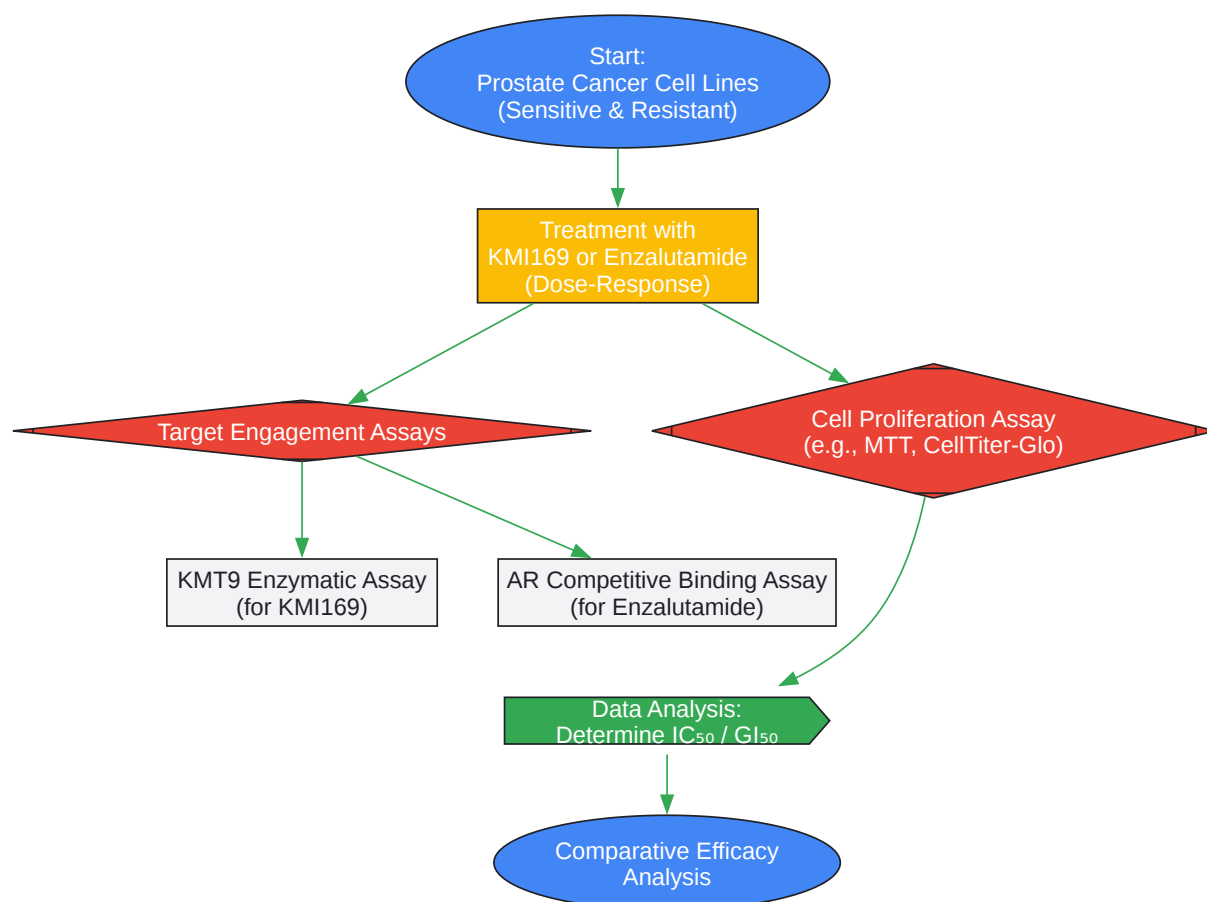 Start:
Prostate Cancer Cell Lines
(Sensitive & Resistant)
Treatment with
KMI169 or Enzalutamide
(Dose-Response)
Target Engagement Assays
Cell Proliferation Assay
(e.g., MTT, CellTiter-Glo)
KMT9 Enzymatic Assay
(for KMI169)
AR Competitive Binding Assay
(for Enzalutamide)
Data Analysis:
Determine IC₅₀ / GI₅₀
Comparative Efficacy
Analysis